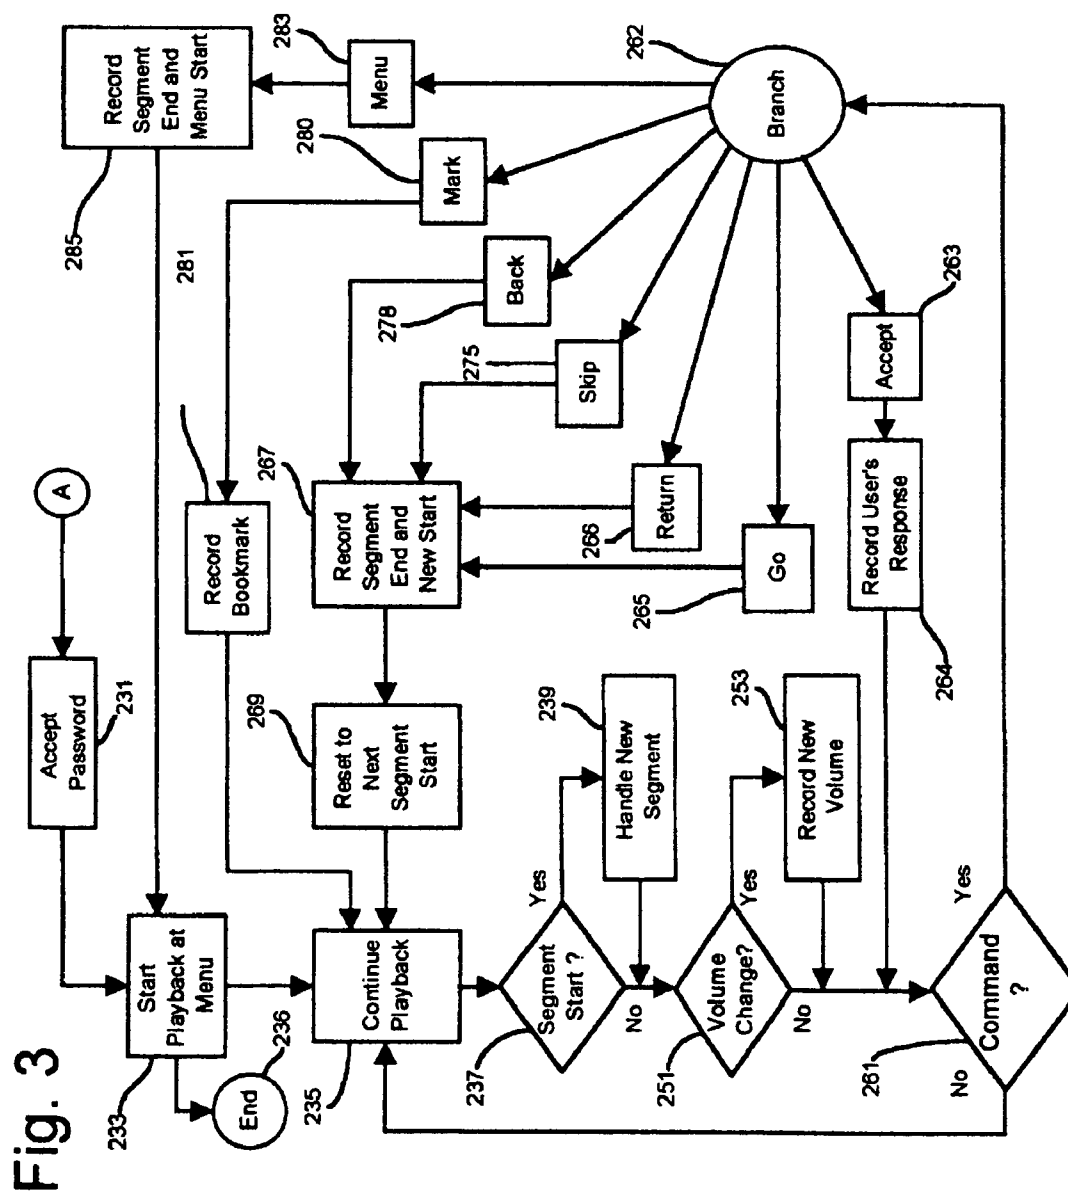 Fig. 3
A
Accept
Password
231
Start
Playback at
Menu
233
End
236
Record
Segment
End and
Menu Start
285
Menu
283
Mark
280
281
Record
Bookmark
Back
278
Skip
275
Return
266
Go
265
Record
Segment
End and
New Start
267
Reset to
Next
Segment
Start
269
Continue
Playback
235
Segment
Start ?
237
Yes
No
Handle New
Segment
239
Volume
Change?
251
Yes
No
Record New
Volume
253
Command
?
261
Yes
No
Branch
262
Accept
263
Record User's
Response
264